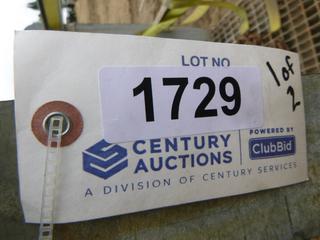 LOT NO
1729
1 of 2
CENTURY AUCTIONS
POWERED BY
ClubBid
A DIVISION OF CENTURY SERVICES